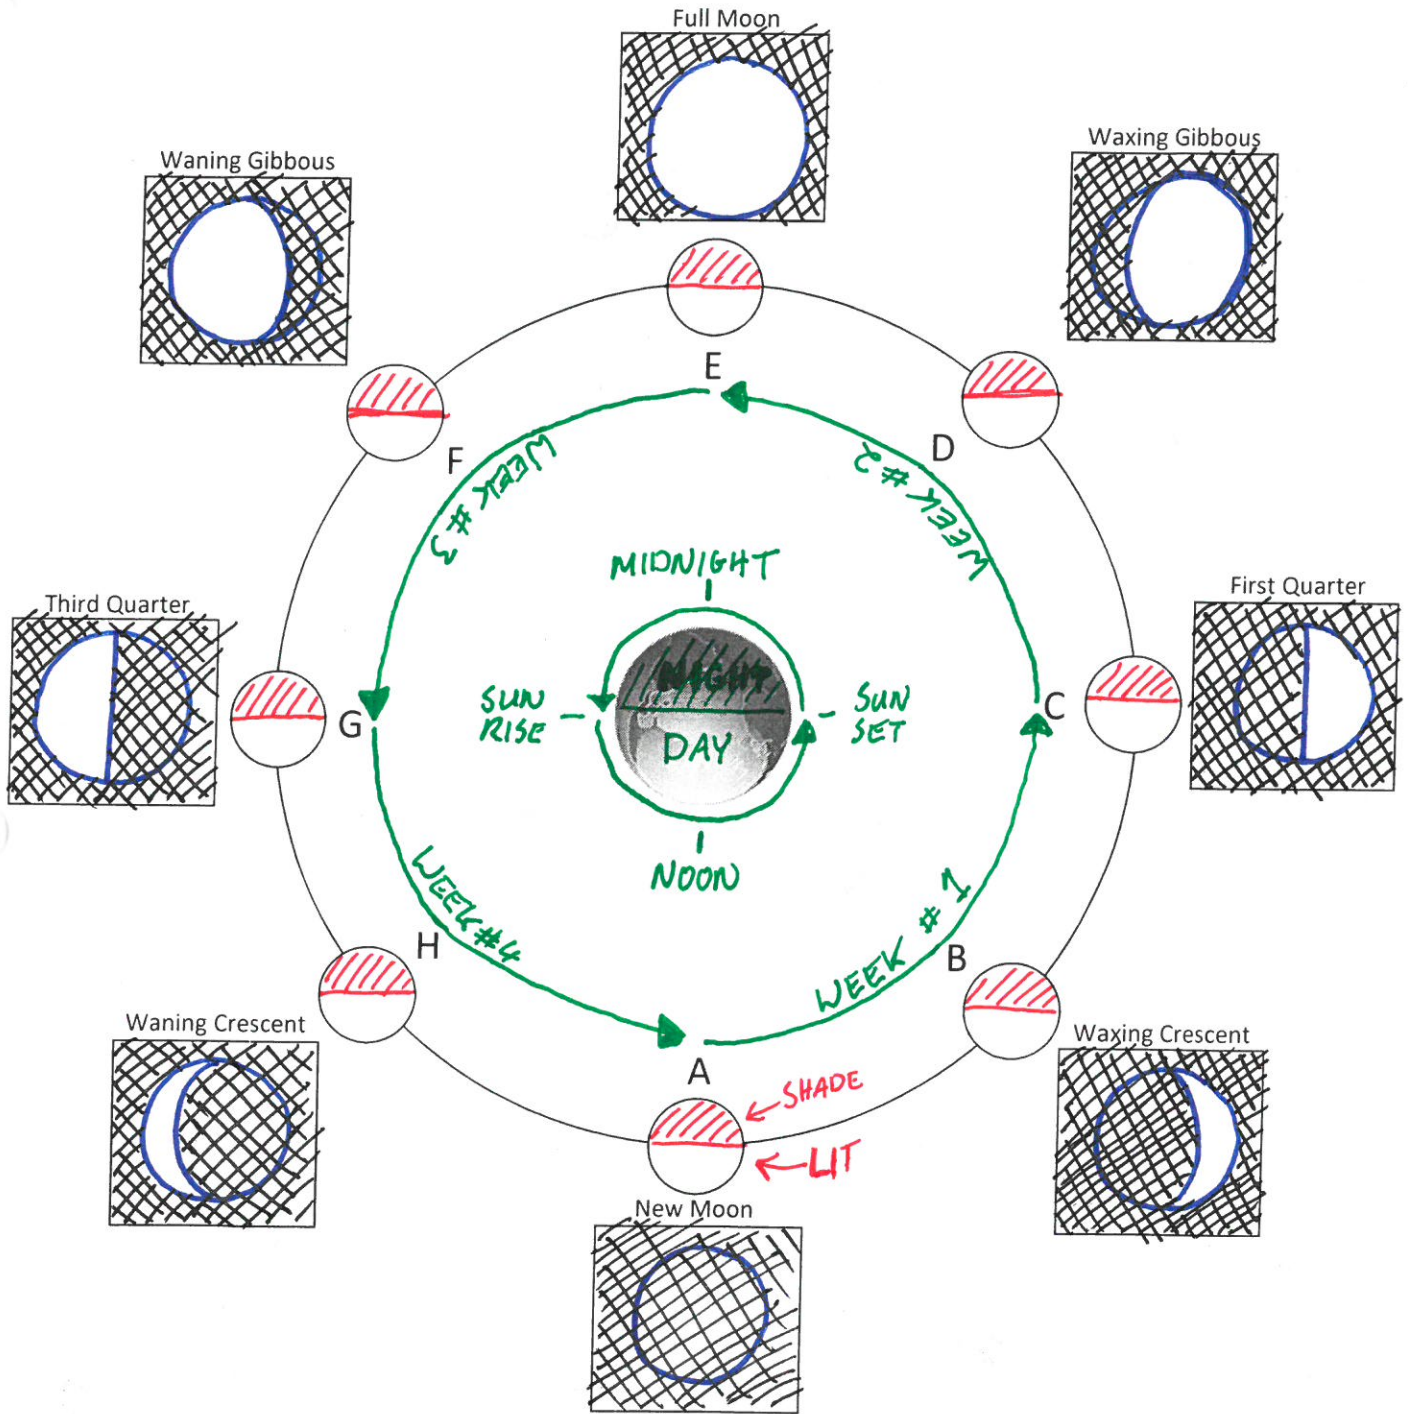 Full Moon
Waxing Gibbous
Waning Gibbous
E
D
F
WEEK #2
WEEK #3
MIDNIGHT
First Quarter
Third Quarter
NIGHT
SUN
RISE
SUN
SET
C
G
DAY
NOON
WEEK #4
WEEK #1
H
B
Waning Crescent
Waxing Crescent
A
SHADE
LIT
New Moon